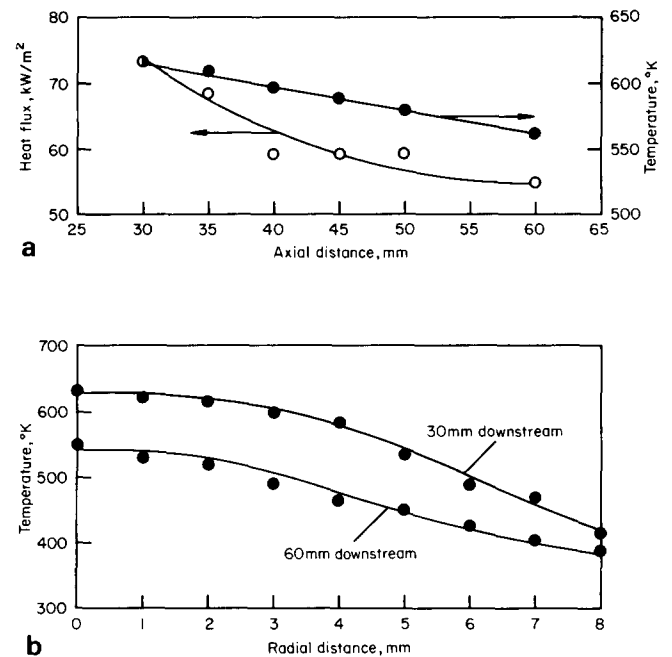 80
70
60
50
Heat flux, kW/m²
650
600
550
500
Temperature, °K
25 30 35 40 45 50 55 60 65
Axial distance, mm
a
700
600
500
400
300
Temperature, °K
30mm downstream
60mm downstream
0 1 2 3 4 5 6 7 8
Radial distance, mm
b